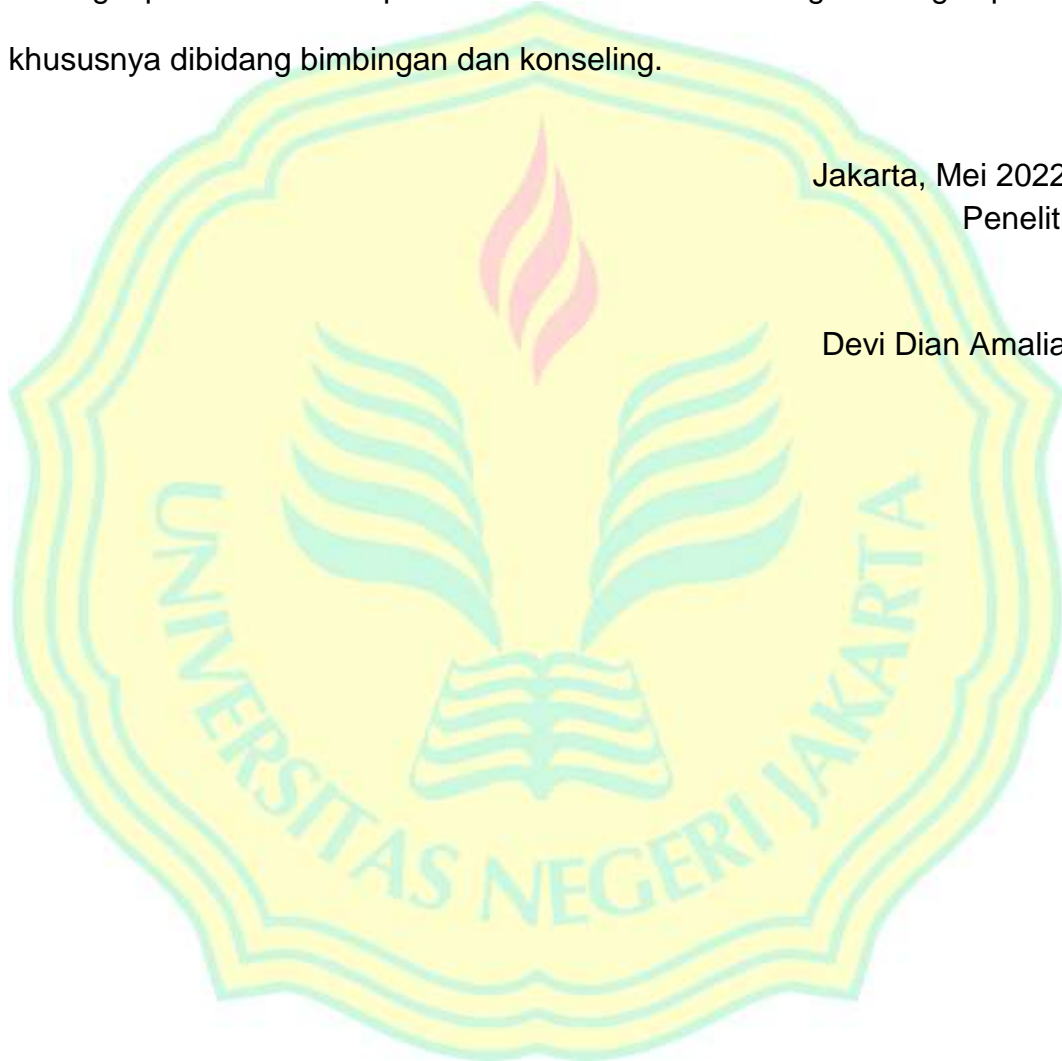 khususnya dibidang bimbingan dan konseling.
Jakarta, Mei 2022
Penelit
Devi Dian Amalia
UNIVERSITAS NEGERI JAKARTA